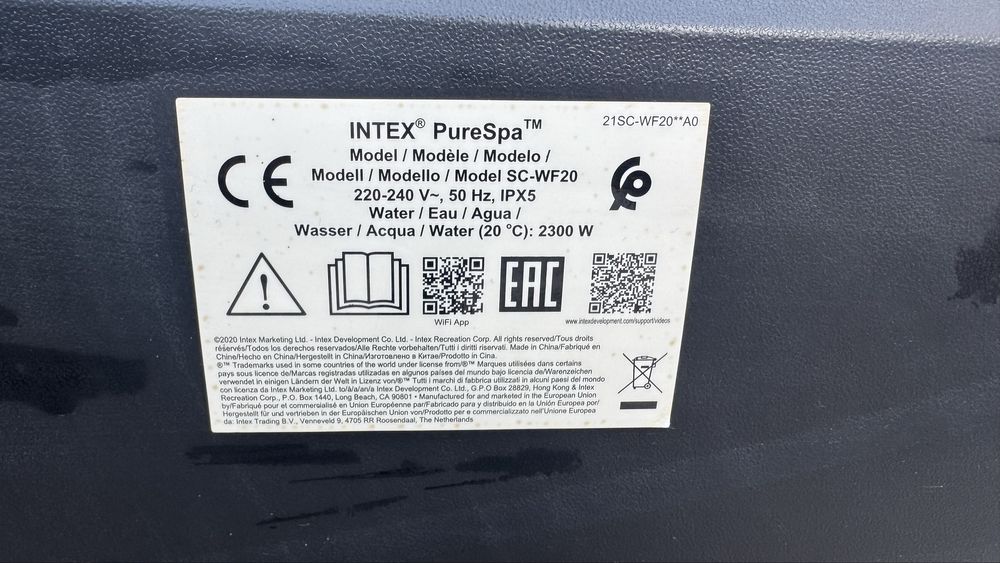 INTEX® PureSpa™
21SC-WF20**A0
Model / Modèle / Modelo /
Modell / Modello / Model SC-WF20
220-240 V~, 50 Hz, IPX5
Water / Eau / Agua /
Wasser / Acqua / Water (20 °C): 2300 W
CE
EAC
WiFi App
www.intexdevelopment.com/support/videos
©2020 Intex Marketing Ltd. - Intex Development Co. Ltd. - Intex Recreation Corp. All rights reserved/Tous droits
réservés/Todos los derechos reservados/Alle Rechte vorbehalten/Tutti i diritti riservati. Made in China/Fabriqué en
Chine/Hecho en China/Hergestellt in China/Изготовлено в Китае/Prodotto in Cina.
®™ Trademarks used in some countries of the world under license from/®™ Marques utilisées dans certains
pays sous licence de/Marcas registradas utilizadas en algunos países del mundo bajo licencia de/Warenzeichen
verwendet in einigen Ländern der Welt in Lizenz von/®™ Tutti i marchi di fabbrica utilizzati in alcuni paesi del mondo
con licenza da Intex Marketing Ltd. to/à/an/a Intex Development Co. Ltd., G.P.O Box 28829, Hong Kong & Intex
Recreation Corp., P.O. Box 1440, Long Beach, CA 90801 • Manufactured for and marketed in the European Union
by/Fabriqué pour et commercialisé en Union Européenne par/Fabricado para y distribuido en la Unión Europea por/
Hergestellt für und vertrieben in der Europäischen Union von/Prodotto per e commercializzato nell'Unione Europea
da: Intex Trading B.V., Venneveld 9, 4705 RR Roosendaal, The Netherlands